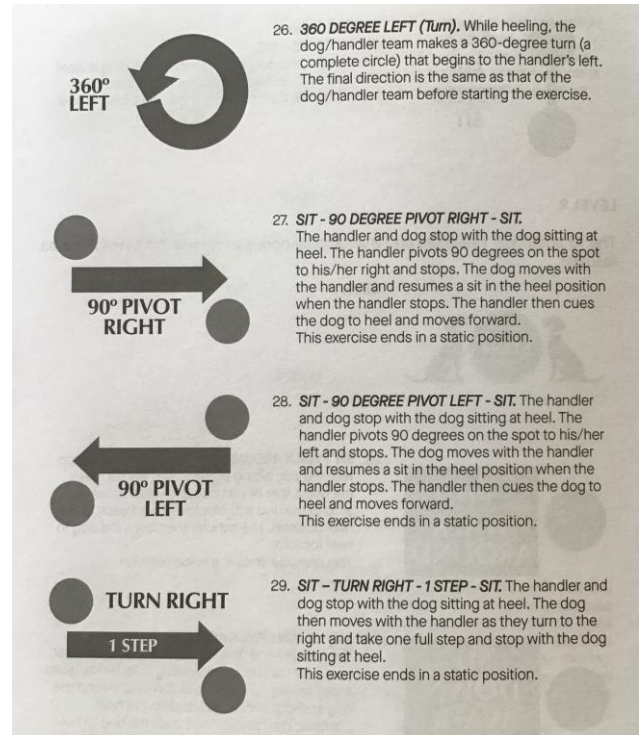 360º
LEFT
26. 360 DEGREE LEFT (Turn). While heeling, the
dog/handler team makes a 360-degree turn (a
complete circle) that begins to the handler's left.
The final direction is the same as that of the
dog/handler team before starting the exercise.
90º PIVOT
RIGHT
27. SIT - 90 DEGREE PIVOT RIGHT - SIT.
The handler and dog stop with the dog sitting at
heel. The handler pivots 90 degrees on the spot
to his/her right and stops. The dog moves with
the handler and resumes a sit in the heel position
when the handler stops. The handler then cues
the dog to heel and moves forward.
This exercise ends in a static position.
90º PIVOT
LEFT
28. SIT - 90 DEGREE PIVOT LEFT - SIT. The handler
and dog stop with the dog sitting at heel. The
handler pivots 90 degrees on the spot to his/her
left and stops. The dog moves with the handler
and resumes a sit in the heel position when the
handler stops. The handler then cues the dog to
heel and moves forward.
This exercise ends in a static position.
TURN RIGHT
1 STEP
29. SIT – TURN RIGHT - 1 STEP - SIT. The handler and
dog stop with the dog sitting at heel. The dog
then moves with the handler as they turn to the
right and take one full step and stop with the dog
sitting at heel.
This exercise ends in a static position.